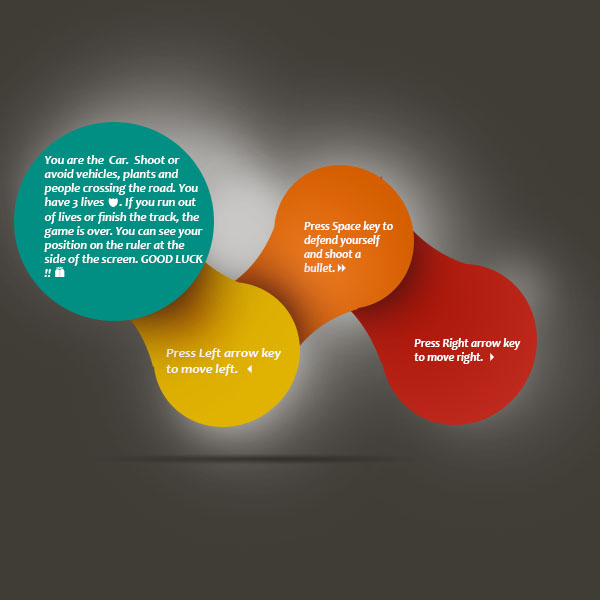 You are the Car. Shoot or
avoid vehicles, plants and
people crossing the road. You
have 3 lives . If you run out
of lives or finish the track, the
game is over. You can see your
position on the ruler at the
side of the screen. GOOD LUCK
!!
Press Left arrow key
to move left.
Press Space key to
defend yourself
and shoot a
bullet.
Press Right arrow key
to move right.